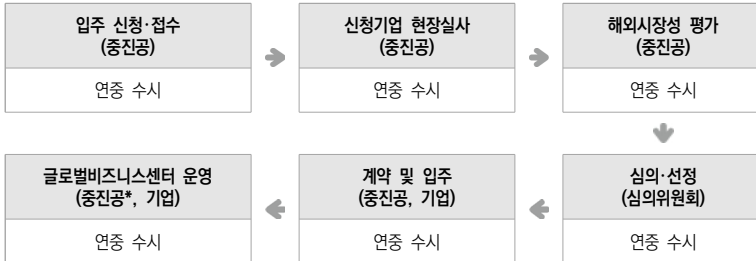 입주 신청·접수
(중진공)
연중 수시
신청기업 현장실사
(중진공)
연중 수시
해외시장성 평가
(중진공)
연중 수시
심의·선정
(심의위원회)
연중 수시
계약 및 입주
(중진공, 기업)
연중 수시
글로벌비즈니스센터 운영
(중진공*, 기업)
연중 수시